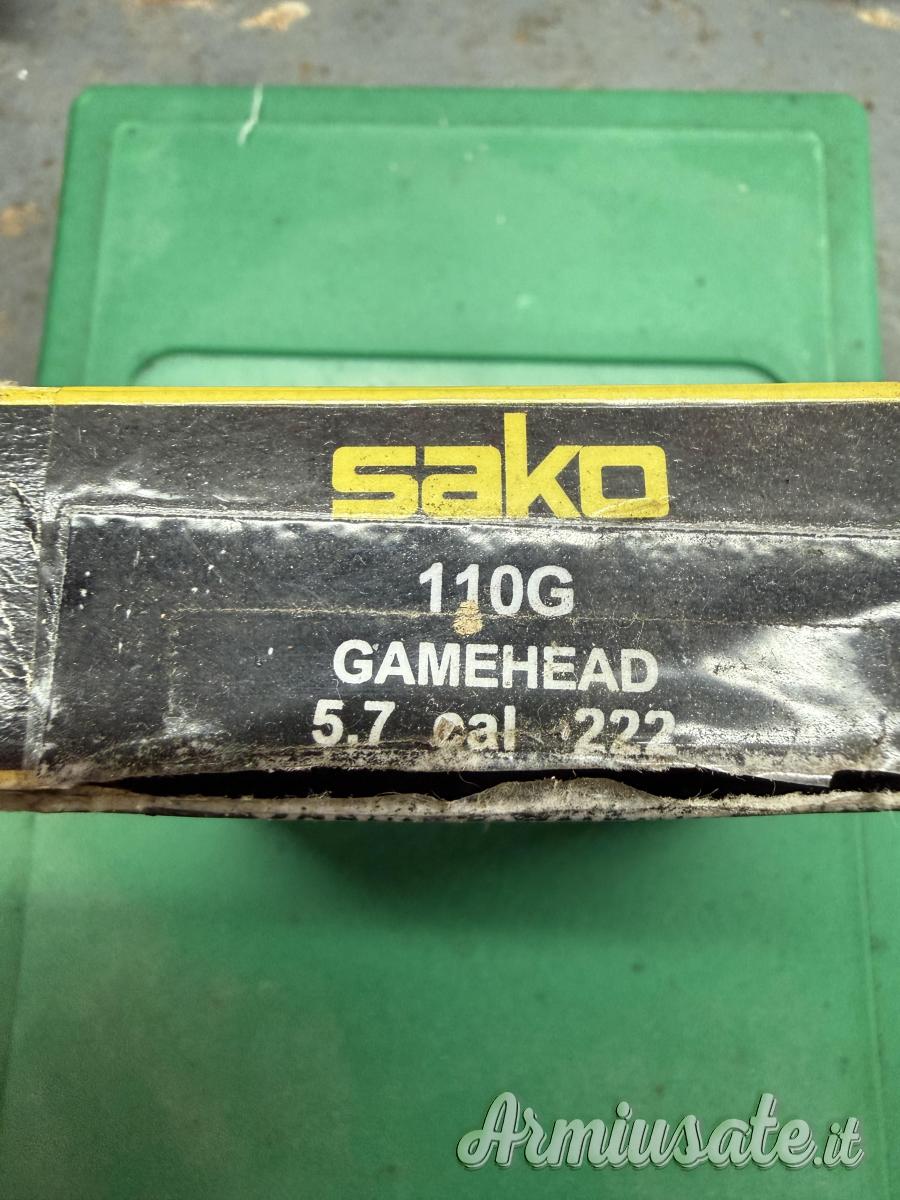 sako
110G
GAMEHEAD
5.7 cal .222
Armiusate.it